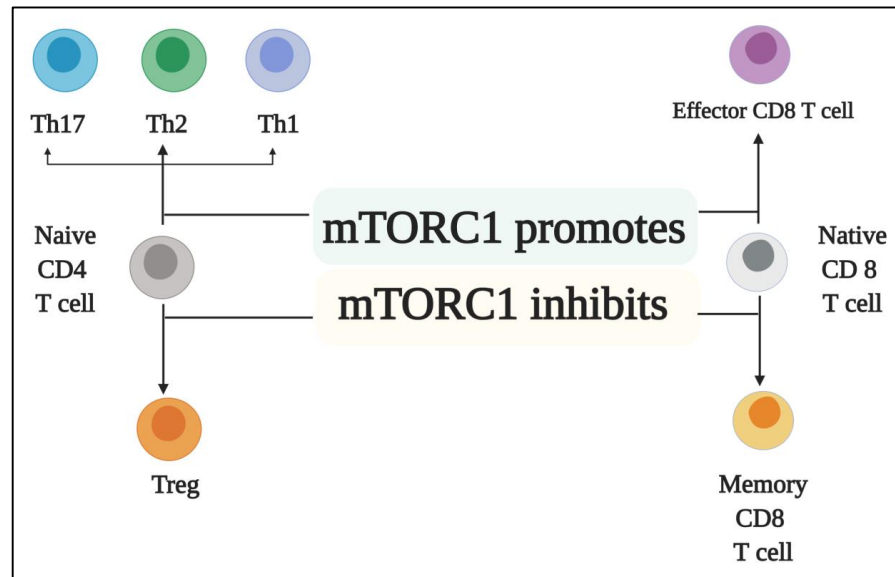 Th17
Th2
Th1
Effector CD8 T cell
mTORC1 promotes
Naive
CD4
T cell
Native
CD 8
T cell
mTORC1 inhibits
Treg
Memory
CD8
T cell